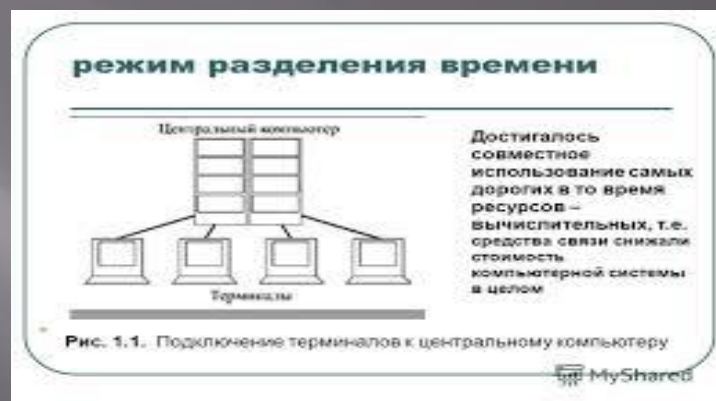 режим разделения времени
Центральный компьютер
Терминалы
Достигалось
совместное
использование самых
дорогих в то время
ресурсов –
вычислительных, т.е.
средства связи снижали
стоимость
компьютерной системы
в целом
Рис. 1.1. Подключение терминалов к центральному компьютеру
MyShared